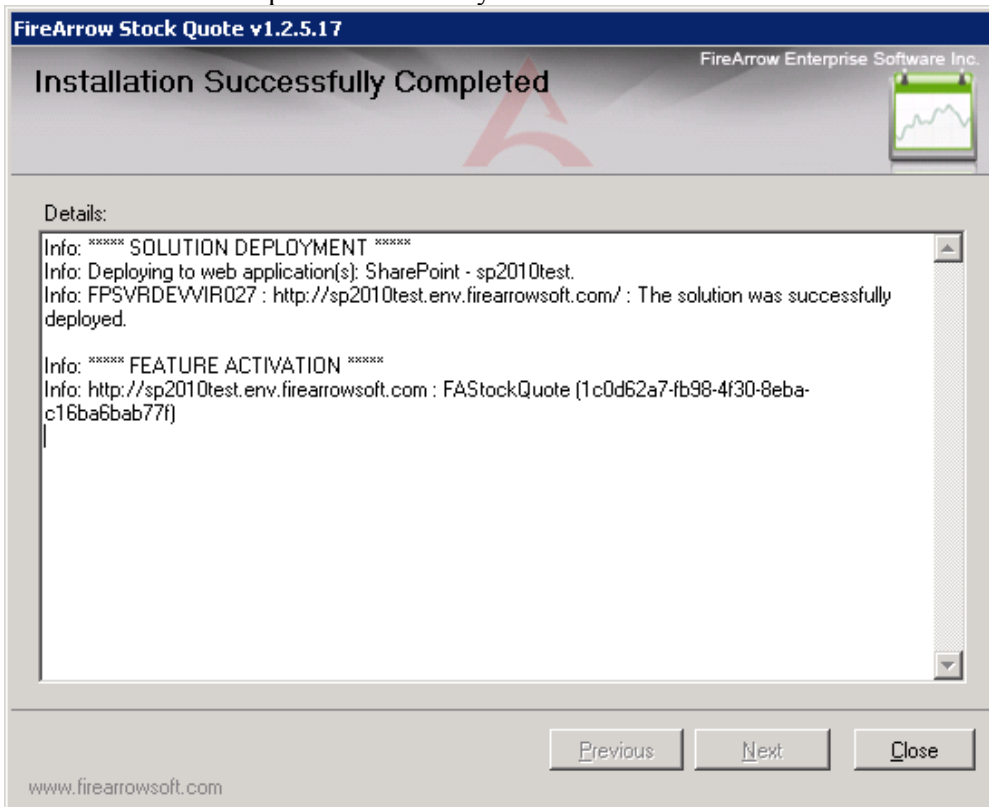 FireArrow Stock Quote v1.2.5.17
FireArrow Enterprise Software Inc.
Installation Successfully Completed
Details:
Info: ***** SOLUTION DEPLOYMENT *****
Info: Deploying to web application(s): SharePoint - sp2010test.
Info: FPSVRDEVVIR027 : http://sp2010test.env.firearrowsoft.com/ : The solution was successfully
deployed.
Info: ***** FEATURE ACTIVATION *****
Info: http://sp2010test.env.firearrowsoft.com : FAStockQuote (1c0d62a7-fb98-4f30-8eba-
c16ba6bab77f)
Previous
Next
Close
www.firearrowsoft.com